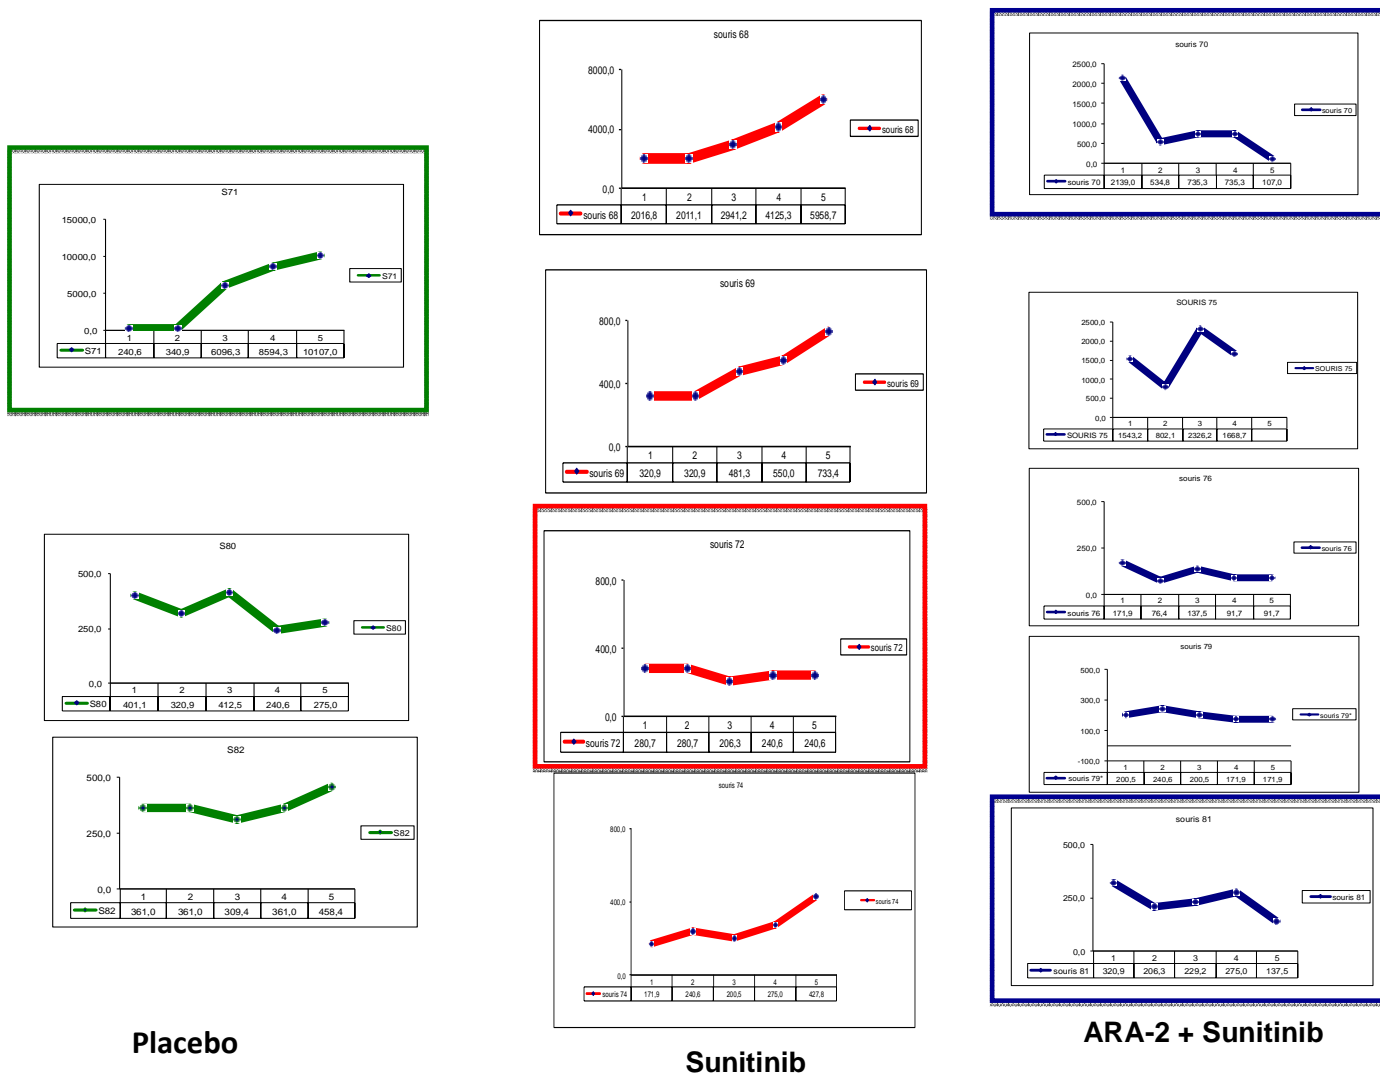 S71
15000,0
10000,0
5000,0
0,0
1 2 3 4 5
S71 240,6 340,9 6096,3 8594,3 10107,0
S71
S80
500,0
250,0
0,0
1 2 3 4 5
S80 401,1 320,9 412,5 240,6 275,0
S80
S82
500,0
250,0
0,0
1 2 3 4 5
S82 361,0 361,0 309,4 361,0 458,4
S82
Placebo
souris 68
8000,0
4000,0
0,0
1 2 3 4 5
souris 68 2016,8 2011,1 2941,2 4125,3 5958,7
souris 68
souris 69
800,0
400,0
0,0
1 2 3 4 5
souris 69 320,9 320,9 481,3 550,0 733,4
souris 69
souris 72
800,0
400,0
0,0
1 2 3 4 5
souris 72 280,7 280,7 206,3 240,6 240,6
souris 72
souris 74
800,0
400,0
0,0
1 2 3 4 5
souris 74 171,9 240,6 200,5 275,0 427,8
souris 74
Sunitinib
souris 70
2500,0
2000,0
1500,0
1000,0
500,0
0,0
1 2 3 4 5
souris 70 2139,0 534,8 735,3 735,3 107,0
souris 70
SOURIS 75
2500,0
2000,0
1500,0
1000,0
500,0
0,0
1 2 3 4 5
SOURIS 75 1543,2 802,1 2326,2 1668,7
SOURIS 75
souris 76
500,0
250,0
0,0
1 2 3 4 5
souris 76 171,9 76,4 137,5 91,7 91,7
souris 76
souris 79
500,0
300,0
100,0
-100,0
1 2 3 4 5
souris 79* 200,5 240,6 200,5 171,9 171,9
souris 79*
souris 81
500,0
250,0
0,0
1 2 3 4 5
souris 81 320,9 206,3 229,2 275,0 137,5
souris 81
ARA-2 + Sunitinib